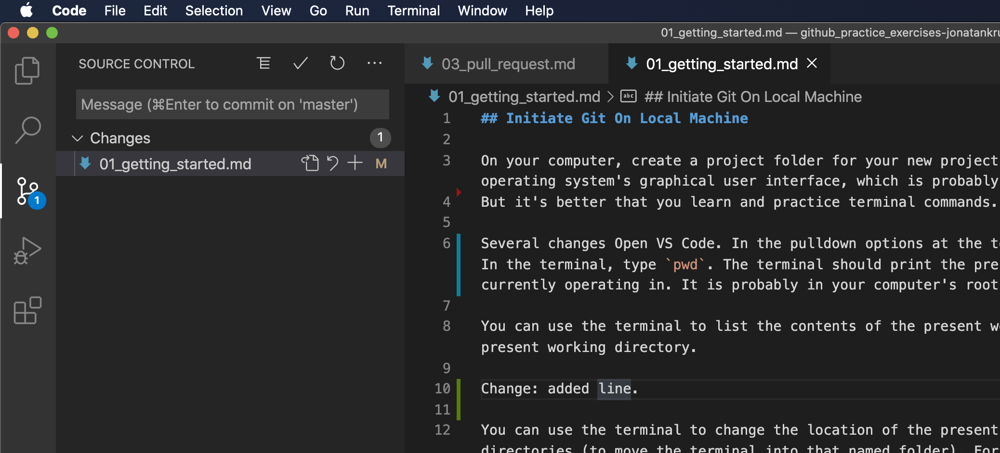 Code File Edit Selection View Go Run Terminal Window Help
01_getting_started.md — github_practice_exercises-jonatankru
SOURCE CONTROL
03_pull_request.md
01_getting_started.md
Message (⌘Enter to commit on 'master')
01_getting_started.md > abc ## Initiate Git On Local Machine
Changes 1
01_getting_started.md M
1
1 ## Initiate Git On Local Machine
2
3 On your computer, create a project folder for your new project
operating system's graphical user interface, which is probably
4 But it's better that you learn and practice terminal commands.
5
6 Several changes Open VS Code. In the pulldown options at the to
In the terminal, type `pwd`. The terminal should print the pre
currently operating in. It is probably in your computer's root
7
8 You can use the terminal to list the contents of the present wo
present working directory.
9
10 Change: added line.
11
12 You can use the terminal to change the location of the present
directories (to move the terminal into that named folder). For